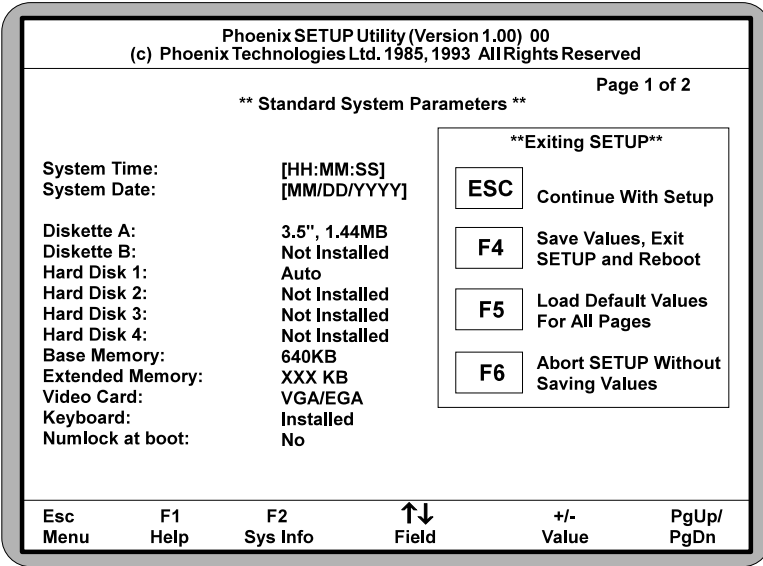 Phoenix SETUP Utility (Version 1.00) 00
(c) Phoenix Technologies Ltd. 1985, 1993 All Rights Reserved
Page 1 of 2
** Standard System Parameters **
System Time: [HH:MM:SS]
System Date: [MM/DD/YYYY]
Diskette A: 3.5", 1.44MB
Diskette B: Not Installed
Hard Disk 1: Auto
Hard Disk 2: Not Installed
Hard Disk 3: Not Installed
Hard Disk 4: Not Installed
Base Memory: 640KB
Extended Memory: XXX KB
Video Card: VGA/EGA
Keyboard: Installed
Numlock at boot: No
**Exiting SETUP**
ESC Continue With Setup
F4 Save Values, Exit
SETUP and Reboot
F5 Load Default Values
For All Pages
F6 Abort SETUP Without
Saving Values
Esc F1 F2 ↑↓ +/- PgUp/
Menu Help Sys Info Field Value PgDn